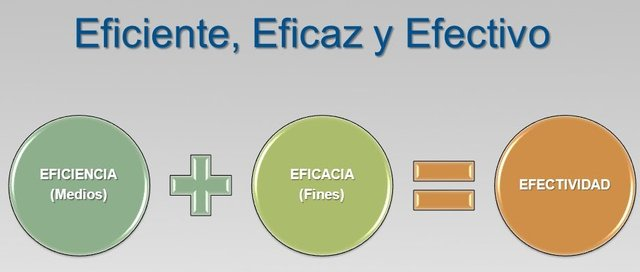 Eficiente, Eficaz y Efectivo
EFICIENCIA
(Medios)
EFICACIA
(Fines)
EFECTIVIDAD